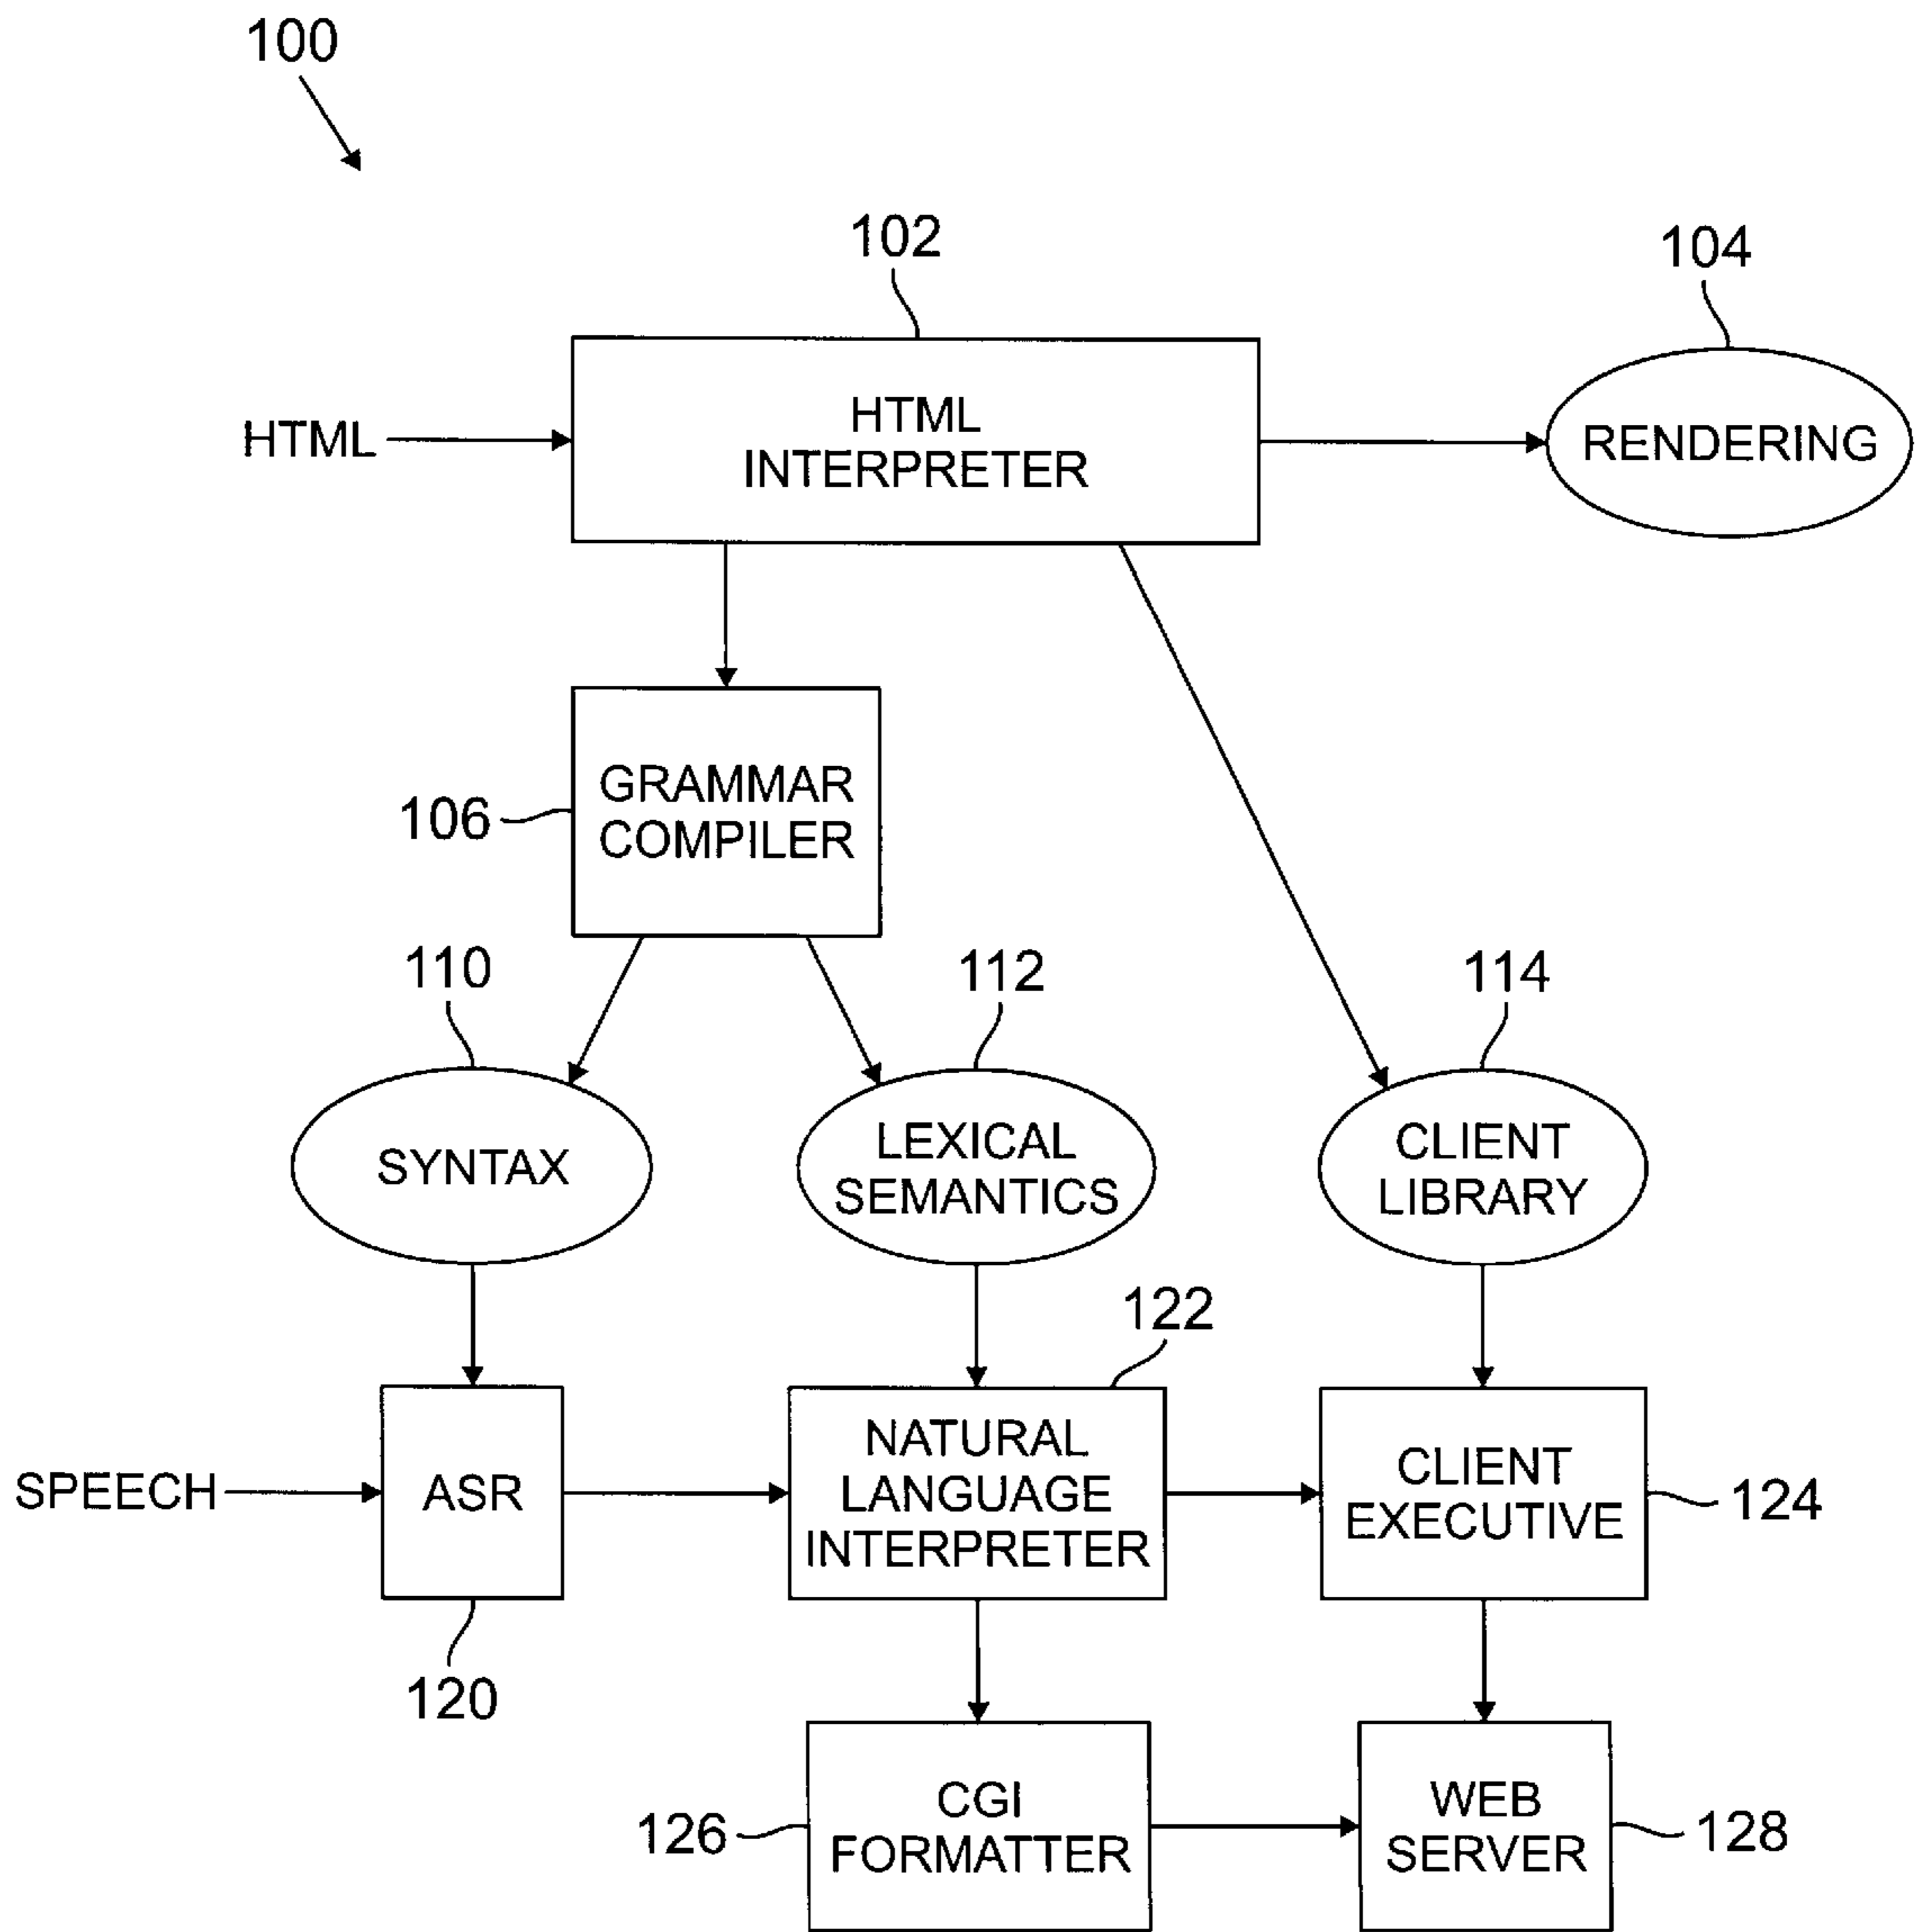 100
102
104
HTML
HTML
INTERPRETER
RENDERING
106
GRAMMAR
COMPILER
110
112
114
SYNTAX
LEXICAL
SEMANTICS
CLIENT
LIBRARY
122
SPEECH
ASR
NATURAL
LANGUAGE
INTERPRETER
CLIENT
EXECUTIVE
124
120
126
CGI
FORMATTER
WEB
SERVER
128